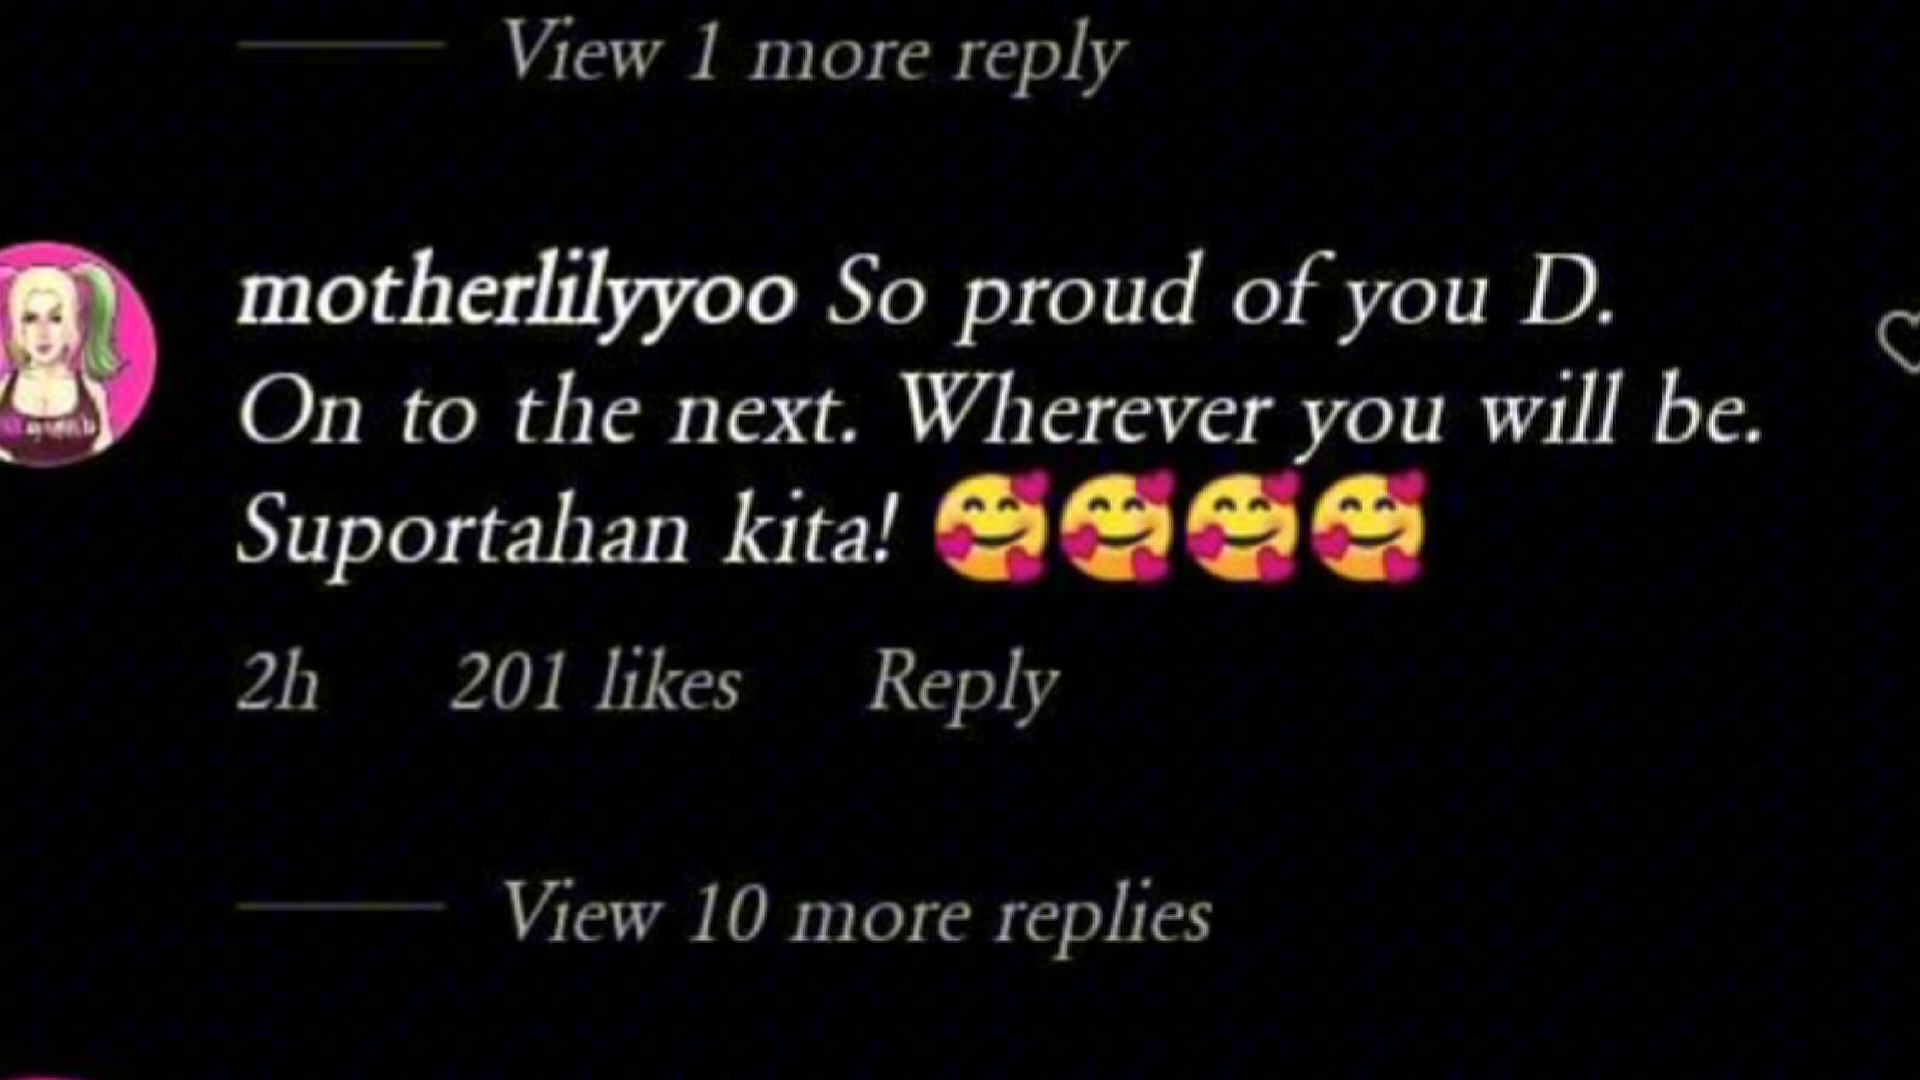 View 1 more reply
motherlilyyoo So proud of you D.
On to the next. Wherever you will be.
Suportahan kita! 🥰🥰🥰🥰
2h 201 likes Reply
View 10 more replies